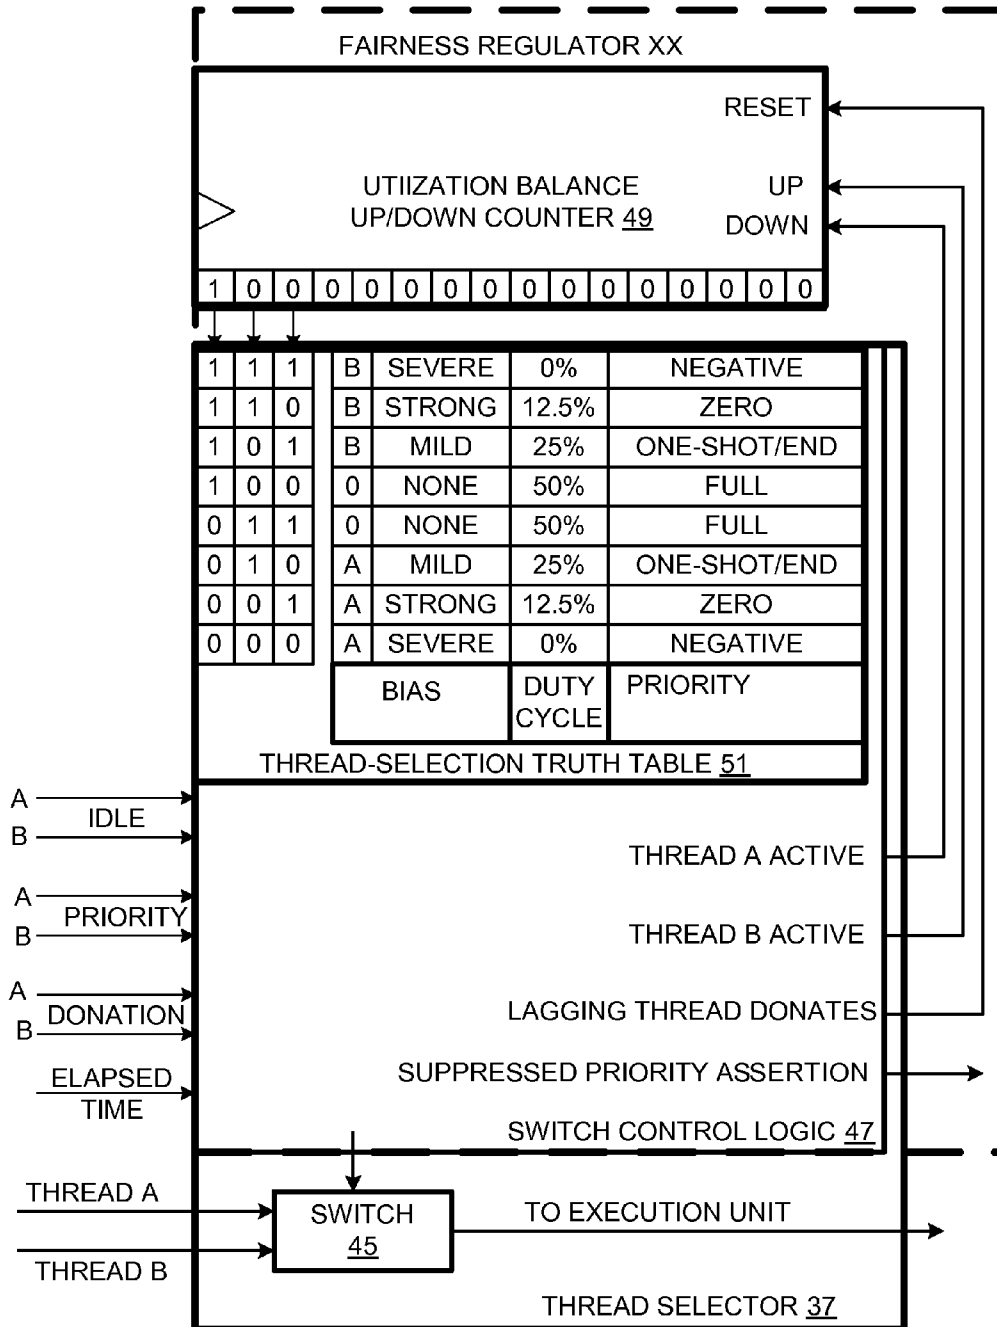 FAIRNESS REGULATOR XX
RESET
UTIIZATION BALANCE
UP/DOWN COUNTER 49
UP
DOWN
1 0 0 0 0 0 0 0 0 0 0 0 0 0 0 0
1 1 1 B SEVERE 0% NEGATIVE
1 1 0 B STRONG 12.5% ZERO
1 0 1 B MILD 25% ONE-SHOT/END
1 0 0 0 NONE 50% FULL
0 1 1 0 NONE 50% FULL
0 1 0 A MILD 25% ONE-SHOT/END
0 0 1 A STRONG 12.5% ZERO
0 0 0 A SEVERE 0% NEGATIVE
BIAS
DUTY
CYCLE
PRIORITY
THREAD-SELECTION TRUTH TABLE 51
A
IDLE
B
THREAD A ACTIVE
A
PRIORITY
B
THREAD B ACTIVE
A
DONATION
B
LAGGING THREAD DONATES
ELAPSED
TIME
SUPPRESSED PRIORITY ASSERTION
SWITCH CONTROL LOGIC 47
THREAD A
THREAD B
SWITCH
45
TO EXECUTION UNIT
THREAD SELECTOR 37